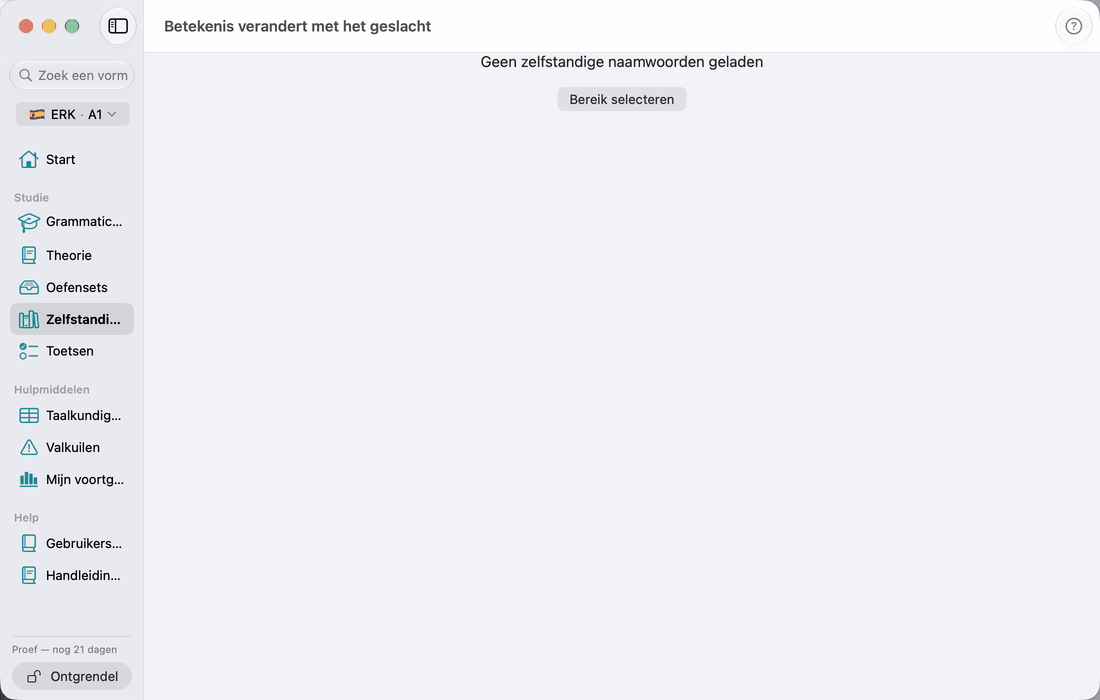 Betekenis verandert met het geslacht
Zoek een vorm
ERK · A1
Start
Studie
Grammatic...
Theorie
Oefensets
Zelfstandi...
Toetsen
Hulpmiddelen
Taalkundig...
Valkuilen
Mijn voortg...
Help
Gebruikers...
Handleidin...
Proef — nog 21 dagen
Ontgrendel
Geen zelfstandige naamwoorden geladen
Bereik selecteren